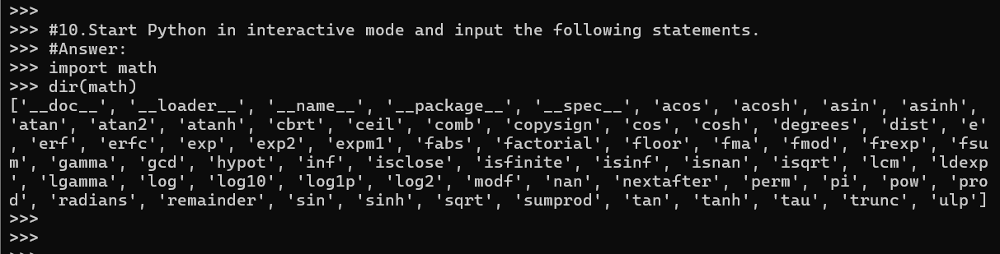 >>>
>>> #10.Start Python in interactive mode and input the following statements.
>>> #Answer:
>>> import math
>>> dir(math)
['__doc__', '__loader__', '__name__', '__package__', '__spec__', 'acos', 'acosh', 'asin', 'asinh',
'atan', 'atan2', 'atanh', 'cbrt', 'ceil', 'comb', 'copysign', 'cos', 'cosh', 'degrees', 'dist', 'e'
, 'erf', 'erfc', 'exp', 'exp2', 'expm1', 'fabs', 'factorial', 'floor', 'fma', 'fmod', 'frexp', 'fsu
m', 'gamma', 'gcd', 'hypot', 'inf', 'isclose', 'isfinite', 'isinf', 'isnan', 'isqrt', 'lcm', 'ldexp
', 'lgamma', 'log', 'log10', 'log1p', 'log2', 'modf', 'nan', 'nextafter', 'perm', 'pi', 'pow', 'pro
d', 'radians', 'remainder', 'sin', 'sinh', 'sqrt', 'sumprod', 'tan', 'tanh', 'tau', 'trunc', 'ulp']
>>>
>>>
>>>